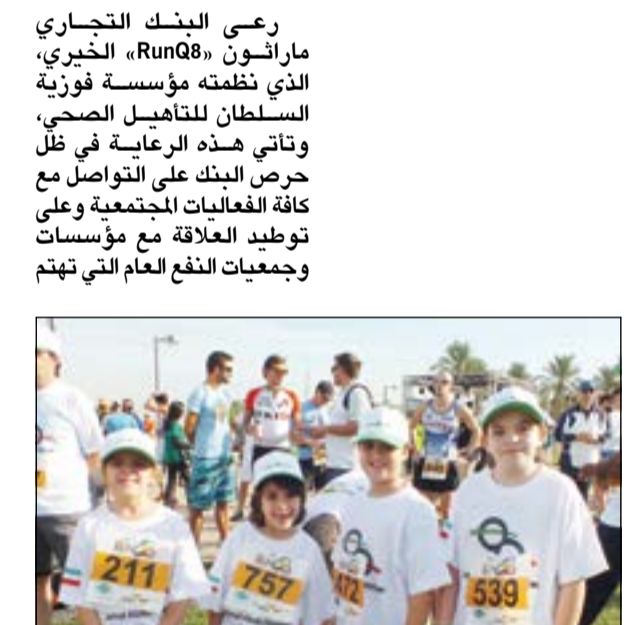 رعى البنك التجاري
ماراثون «RunQ8» الخيري،
الذي نظمته مؤسسة فوزية
السلطان للتأهيل الصحي،
وتأتي هذه الرعاية في ظل
حرص البنك على التواصل مع
كافة الفعاليات المجتمعية وعلى
توطيد العلاقة مع مؤسسات
وجمعيات النفع العام التي تهتم
211
757
472
539